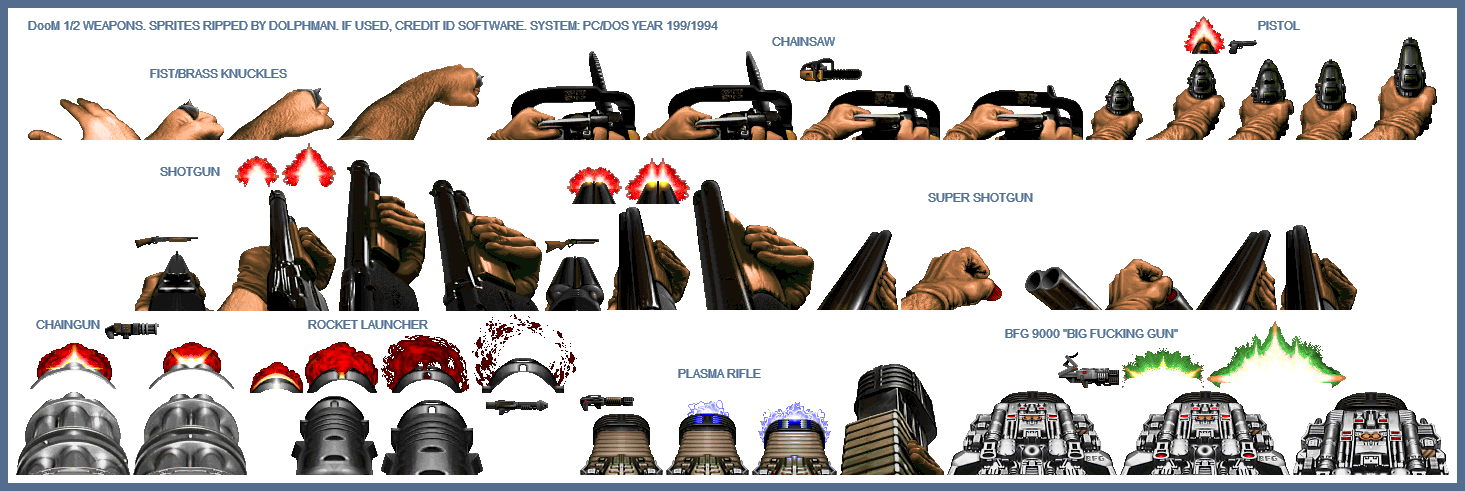 DooM 1/2 WEAPONS. SPRITES RIPPED BY DOLPHMAN. IF USED, CREDIT ID SOFTWARE. SYSTEM: PC/DOS YEAR 199/1994
PISTOL
CHAINSAW
FIST/BRASS KNUCKLES
SHOTGUN
SUPER SHOTGUN
CHAINGUN
ROCKET LAUNCHER
BFG 9000 "BIG FUCKING GUN"
PLASMA RIFLE
BFG
BFG